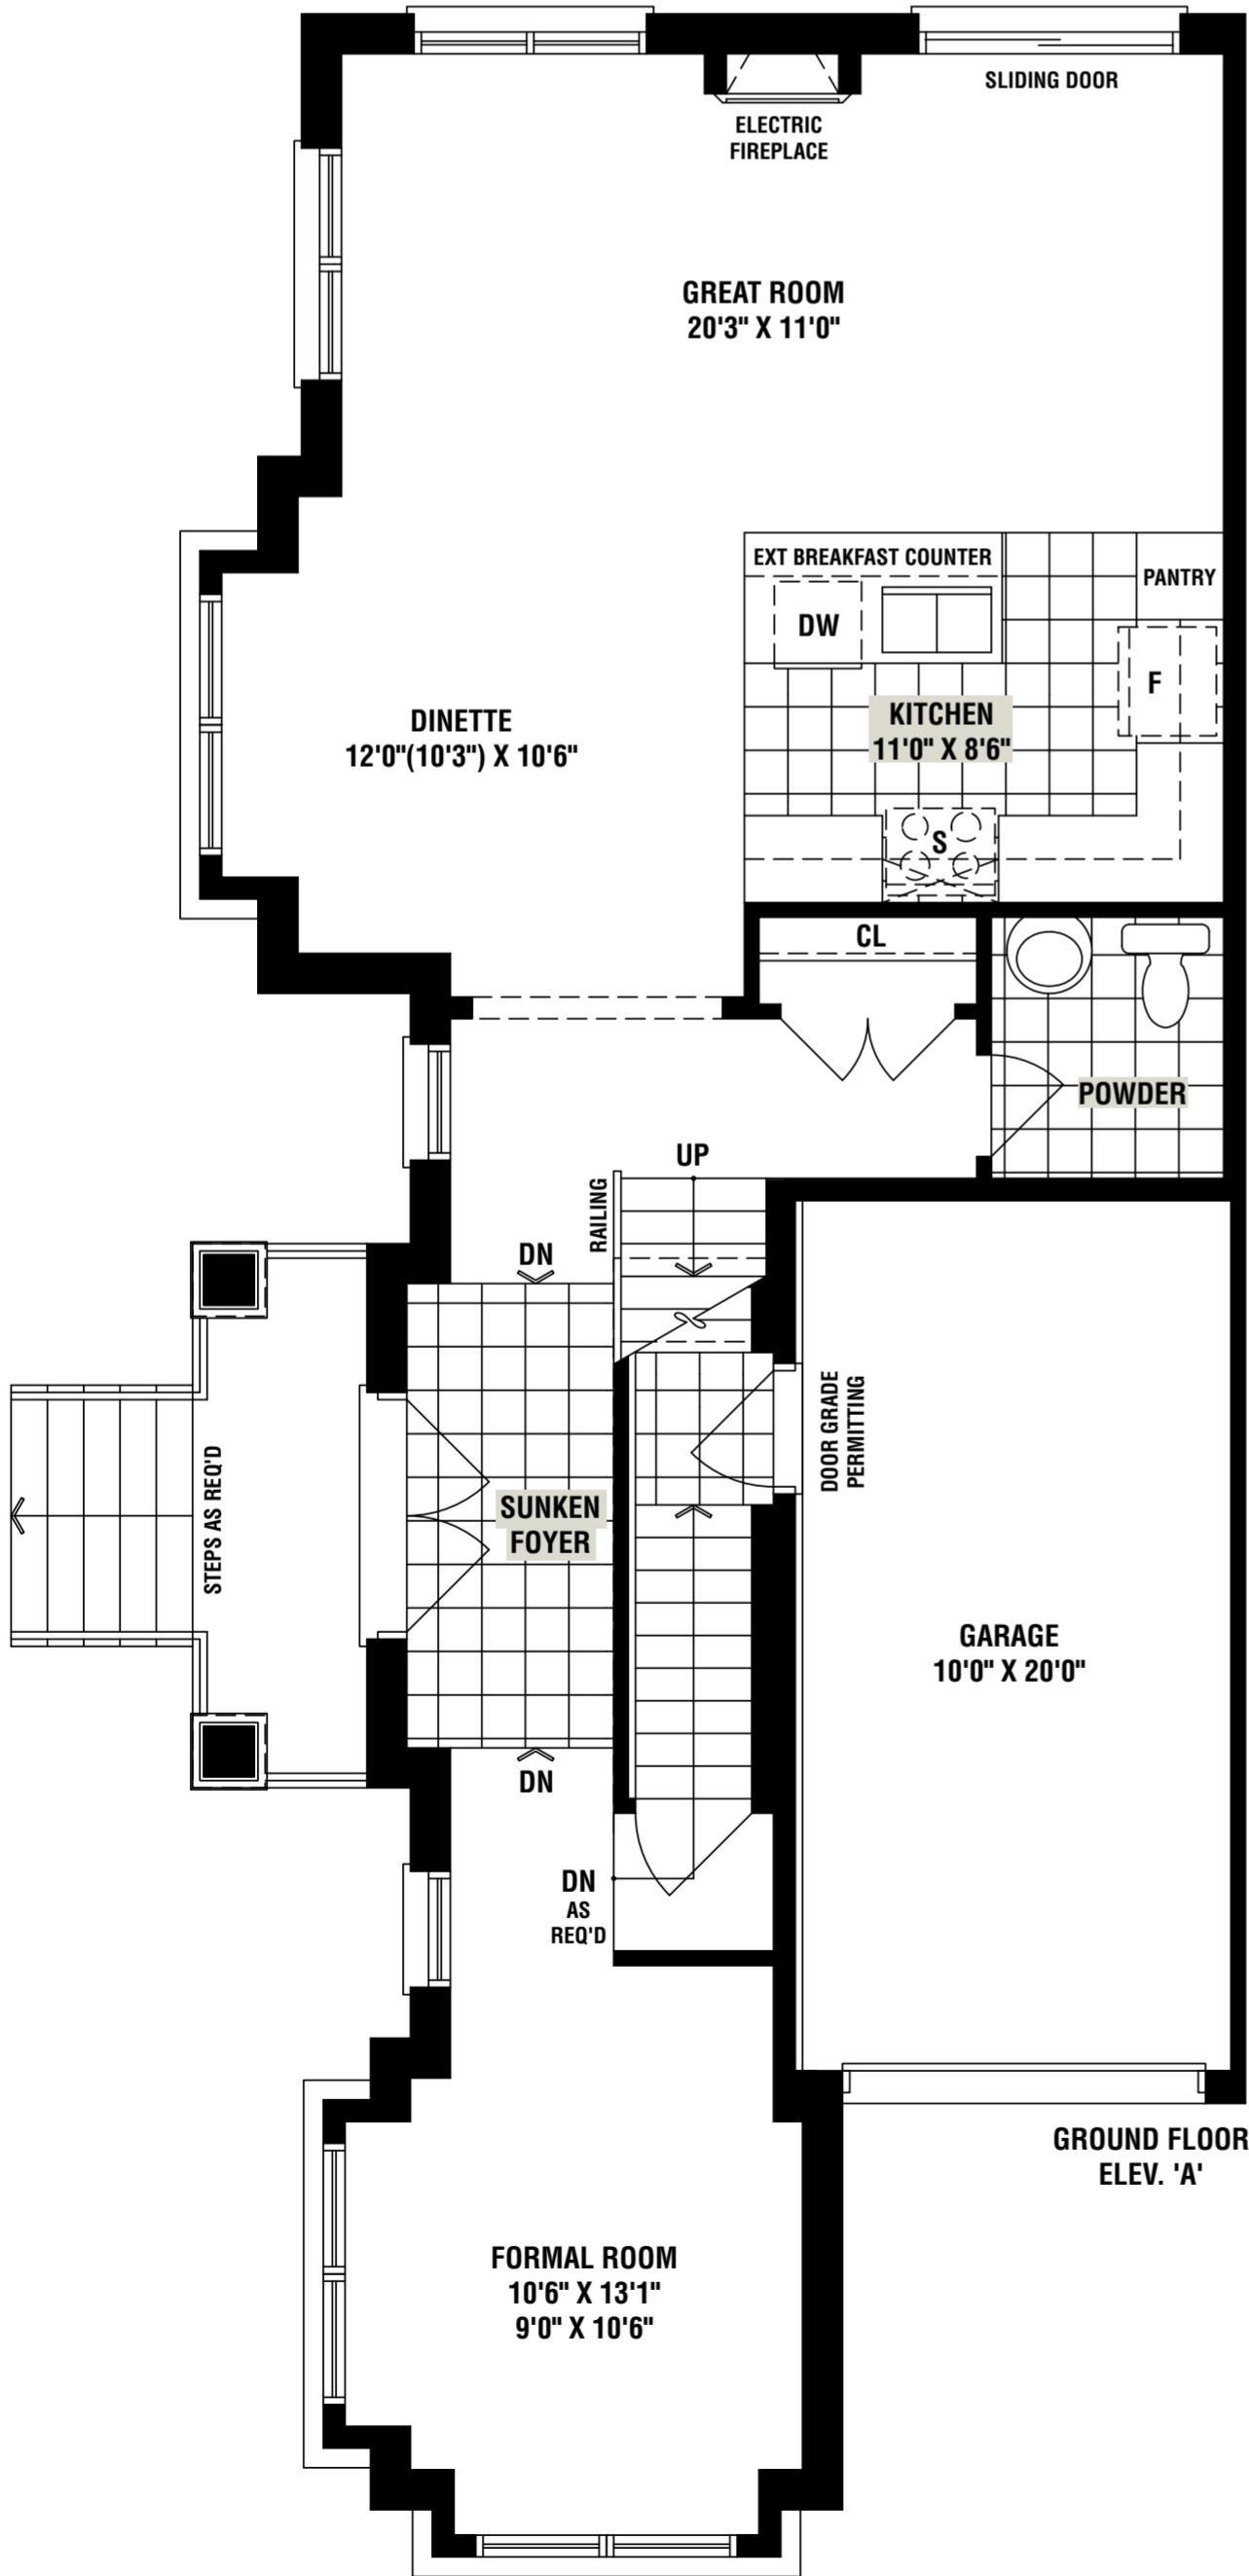 SLIDING DOOR
ELECTRIC
FIREPLACE
GREAT ROOM
20'3" X 11'0"
EXT BREAKFAST COUNTER
PANTRY
DW
F
KITCHEN
11'0" X 8'6"
DINETTE
12'0"(10'3") X 10'6"
S
CL
POWDER
UP
RAILING
DN
DOOR GRADE
PERMITTING
STEPS AS REQ'D
SUNKEN
FOYER
GARAGE
10'0" X 20'0"
DN
DN
AS
REQ'D
GROUND FLOOR
ELEV. 'A'
FORMAL ROOM
10'6" X 13'1"
9'0" X 10'6"